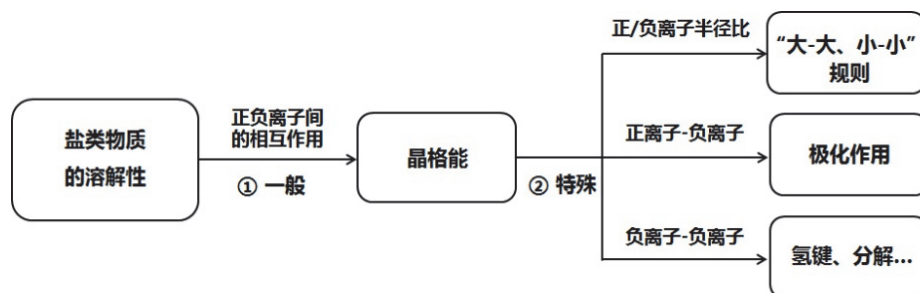 盐类物质
的溶解性
正负离子间
的相互作用
① 一般
晶格能
② 特殊
正/负离子半径比
“大-大、小-小”
规则
正离子-负离子
极化作用
负离子-负离子
氢键、分解...